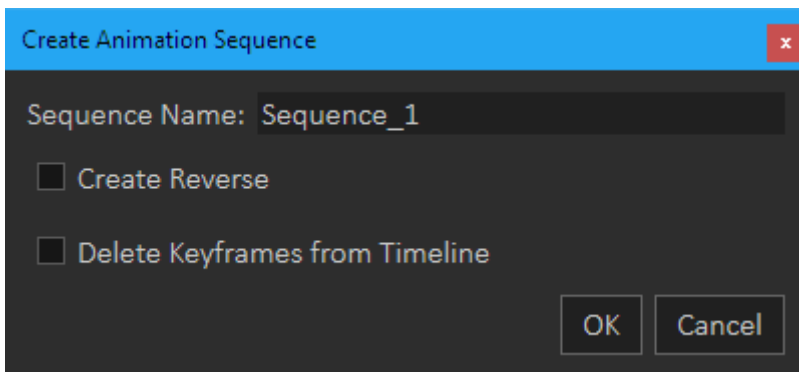 Create Animation Sequence x
Sequence Name: Sequence_1
Create Reverse
Delete Keyframes from Timeline
OK Cancel